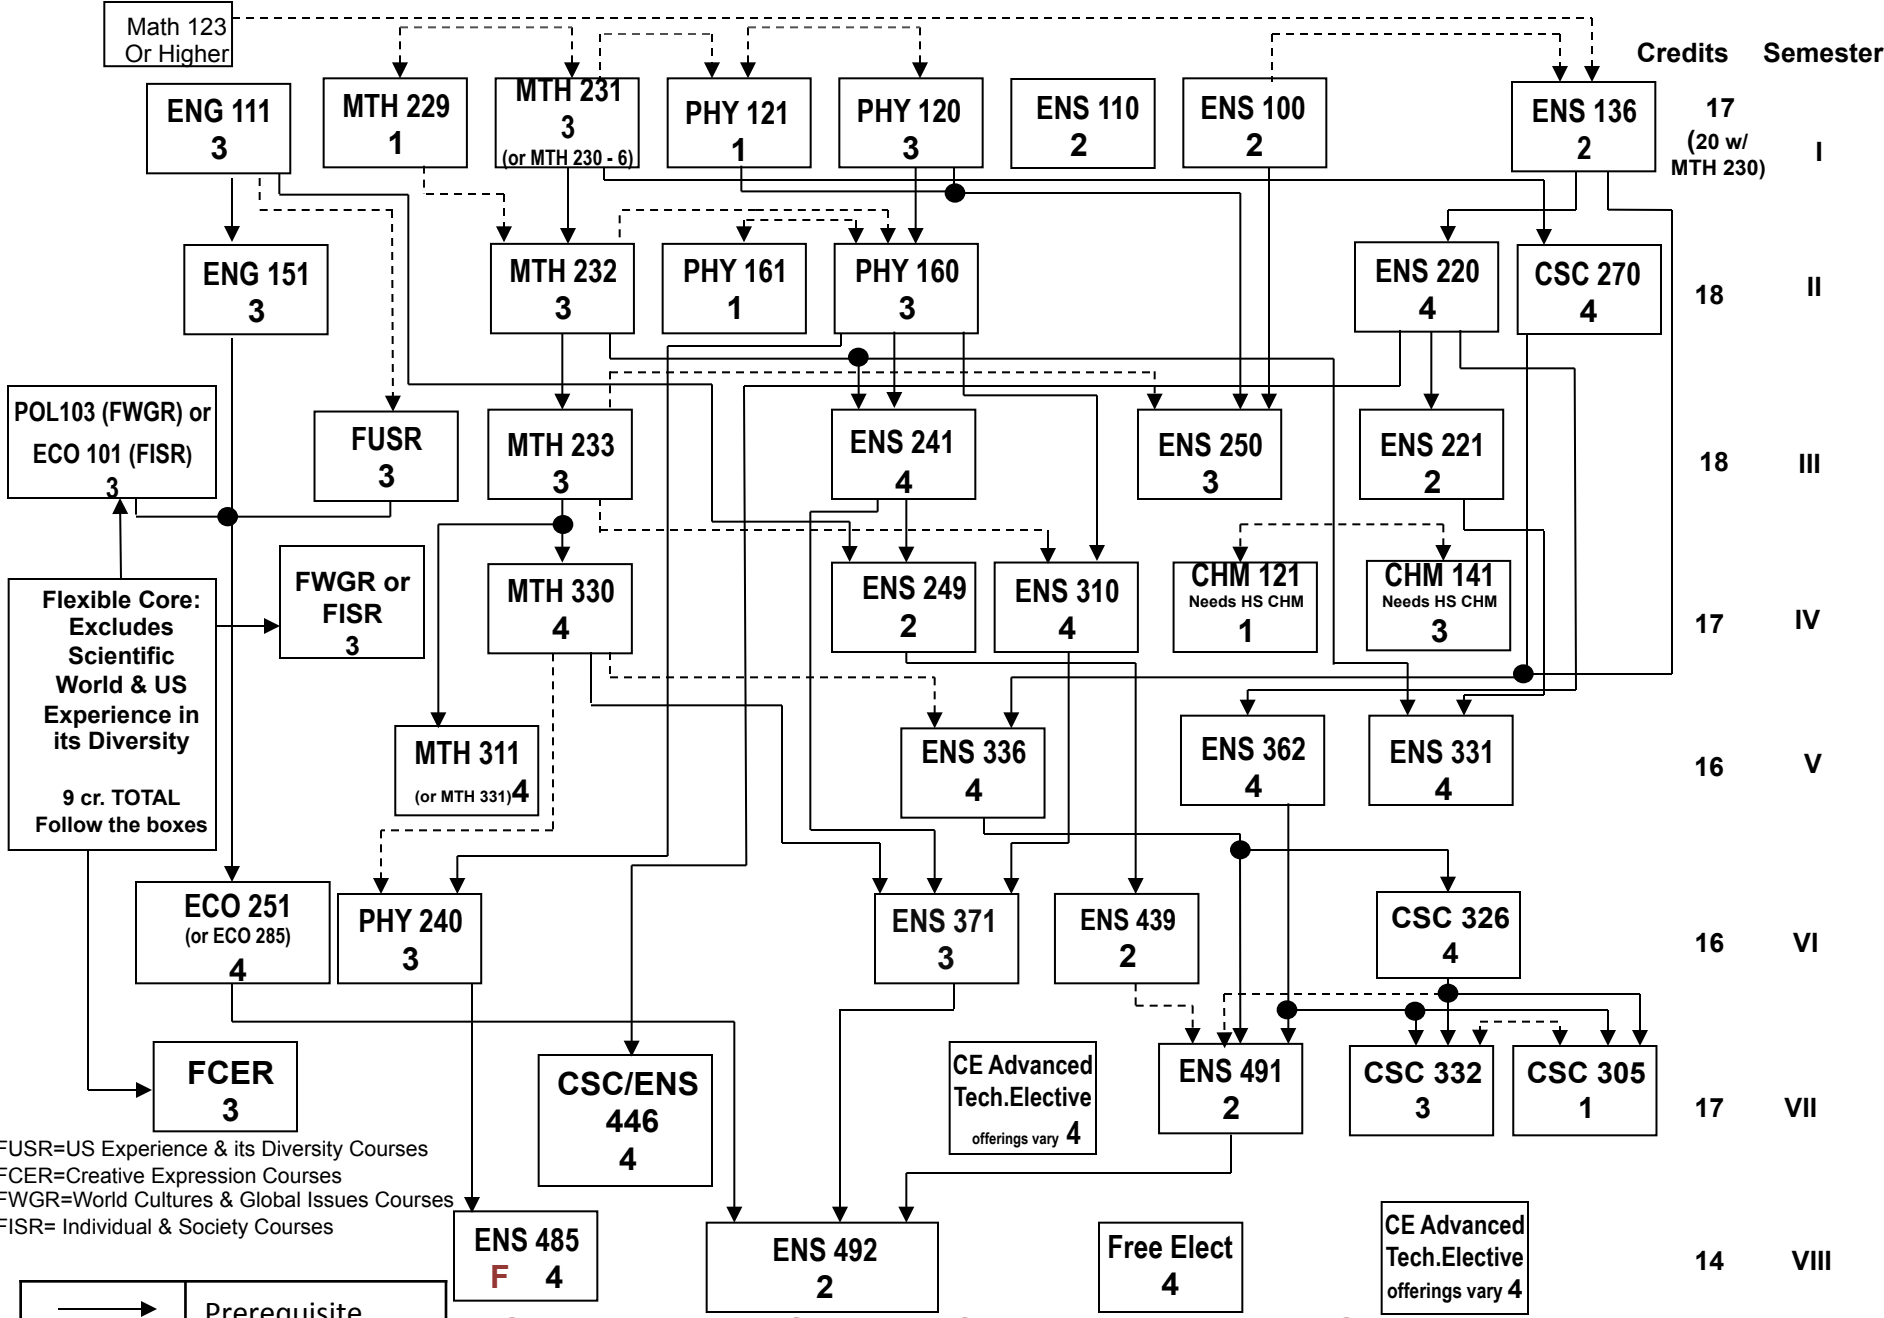 Math 123
Or Higher
Credits Semester
ENG 111
3
MTH 229
1
MTH 231
3
(or MTH 230 - 6)
PHY 121
1
PHY 120
3
ENS 110
2
ENS 100
2
ENS 136
2
17
(20 w/
MTH 230)
I
ENG 151
3
MTH 232
3
PHY 161
1
PHY 160
3
ENS 220
4
CSC 270
4
18
II
POL103 (FWGR) or
ECO 101 (FISR)
3
FUSR
3
MTH 233
3
ENS 241
4
ENS 250
3
ENS 221
2
18
III
Flexible Core:
Excludes
Scientific
World & US
Experience in
its Diversity
9 cr. TOTAL
Follow the boxes
FWGR or
FISR
3
MTH 330
4
ENS 249
2
ENS 310
4
CHM 121
Needs HS CHM
1
CHM 141
Needs HS CHM
3
17
IV
MTH 311
(or MTH 331) 4
ENS 336
4
ENS 362
4
ENS 331
4
16
V
ECO 251
(or ECO 285)
4
PHY 240
3
ENS 371
3
ENS 439
2
CSC 326
4
16
VI
FCER
3
CSC/ENS
446
4
CE Advanced
Tech.Elective
offerings vary 4
ENS 491
2
CSC 332
3
CSC 305
1
17
VII
FUSR=US Experience & its Diversity Courses
FCER=Creative Expression Courses
FWGR=World Cultures & Global Issues Courses
FISR= Individual & Society Courses
ENS 485
F 4
ENS 492
2
Free Elect
4
CE Advanced
Tech.Elective
offerings vary 4
14
VIII
Prerequisite